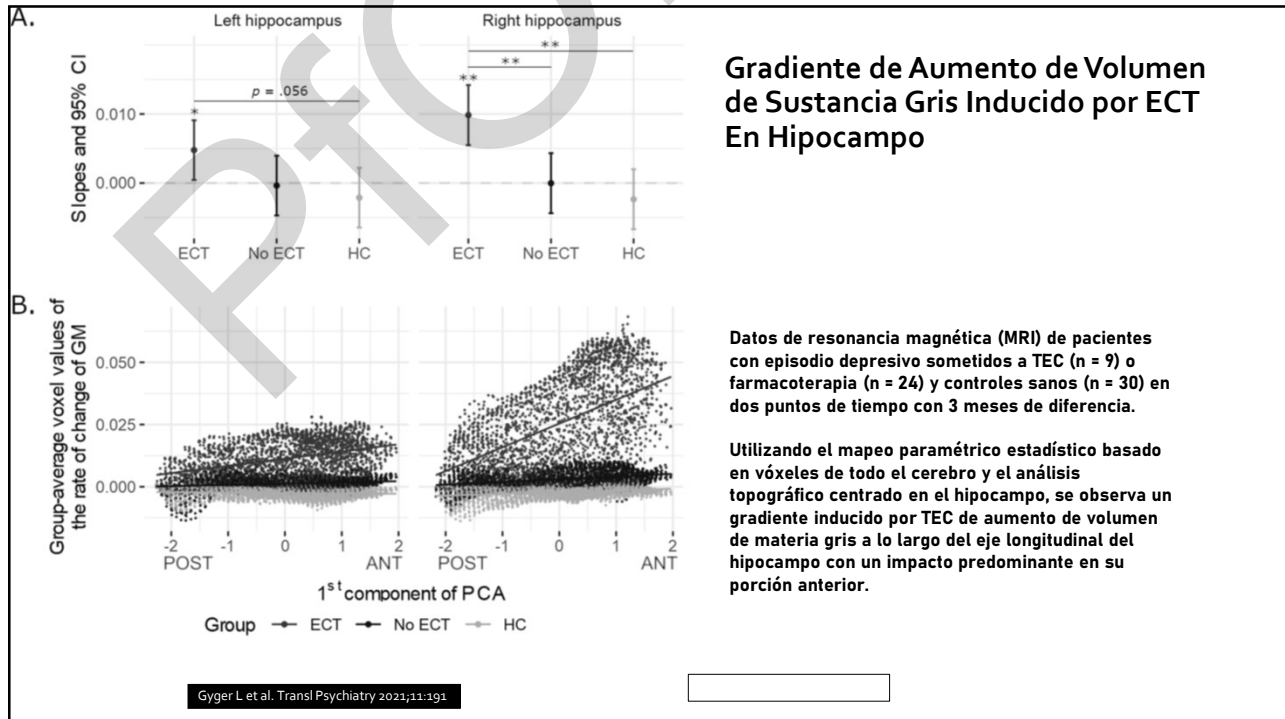 A.
Left hippocampus
Right hippocampus
Slopes and 95% CI
0.010
0.000
*
p = .056
**
**
**
ECT
No ECT
HC
ECT
No ECT
HC
Gradiente de Aumento de Volumen
de Sustancia Gris Inducido por ECT
En Hipocampo
B.
Group-average voxel values of
the rate of change of GM
0.050
0.025
0.000
-2
-1
0
1
2
-2
-1
0
1
2
POST
ANT
POST
ANT
1st component of PCA
Group
ECT
No ECT
HC
Datos de resonancia magnética (MRI) de pacientes
con episodio depresivo sometidos a TEC (n = 9) o
farmacoterapia (n = 24) y controles sanos (n = 30) en
dos puntos de tiempo con 3 meses de diferencia.
Utilizando el mapeo paramétrico estadístico basado
en vóxeles de todo el cerebro y el análisis
topográfico centrado en el hipocampo, se observa un
gradiente inducido por TEC de aumento de volumen
de materia gris a lo largo del eje longitudinal del
hipocampo con un impacto predominante en su
porción anterior.
Gyger L et al. Transl Psychiatry 2021;11:191